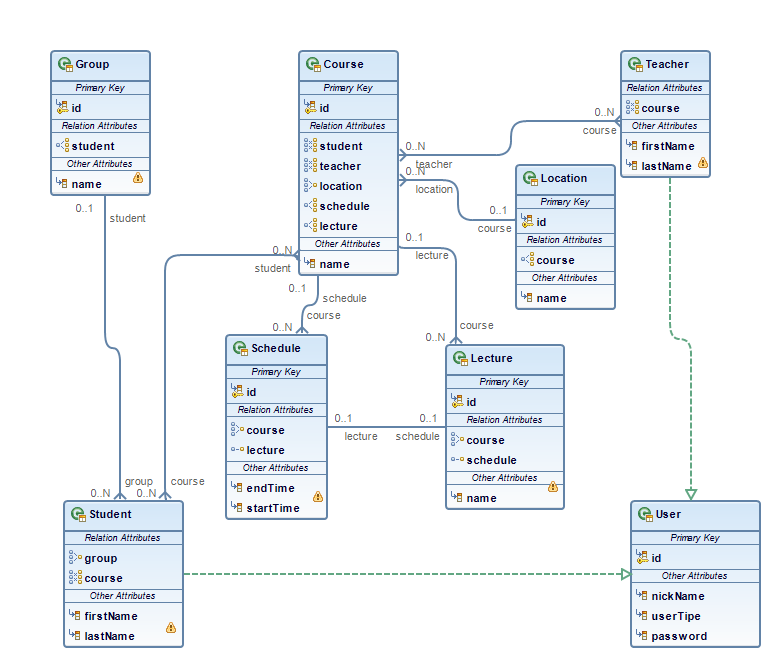 Group
Primary Key
id
Relation Attributes
student
Other Attributes
name
0..1
student
Course
Primary Key
id
Relation Attributes
student
teacher
location
schedule
lecture
Other Attributes
name
0..N
teacher
0..N
location
0..1
lecture
0..N
student
0..1
schedule
Teacher
Relation Attributes
course
Other Attributes
firstName
lastName
0..N
course
Location
Primary Key
id
Relation Attributes
course
Other Attributes
name
0..1
course
course
0..N
Schedule
Primary Key
id
Relation Attributes
course
lecture
Other Attributes
endTime
startTime
0..1
lecture
course
0..N
Lecture
Primary Key
id
Relation Attributes
course
schedule
Other Attributes
name
0..1
schedule
group
0..N
course
0..N
Student
Relation Attributes
group
course
Other Attributes
firstName
lastName
User
Primary Key
id
Other Attributes
nickName
userTipe
password